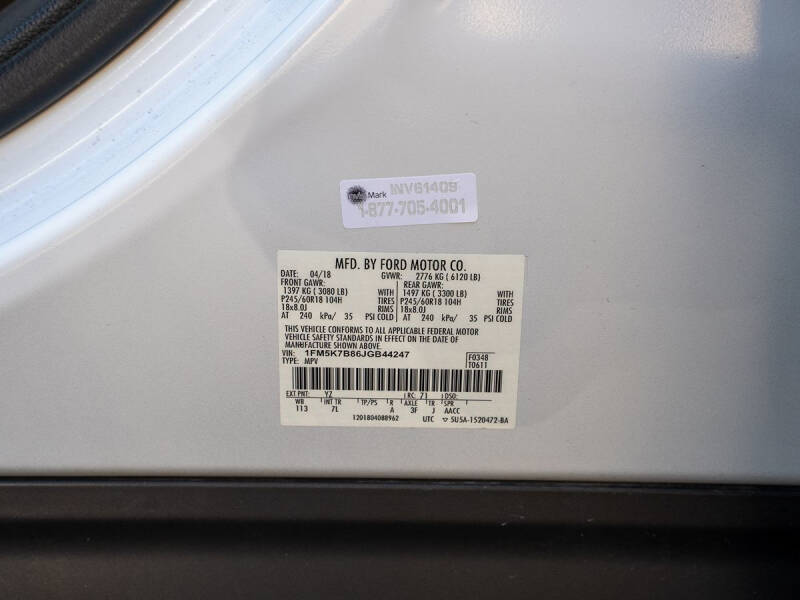 Mark INV61409
1-877-705-4001
MFD. BY FORD MOTOR CO.
DATE: 04/18 GVWR: 2776 KG ( 6120 LB)
FRONT GAWR: REAR GAWR:
1397 KG ( 3080 LB) WITH 1497 KG ( 3300 LB) WITH
P245/60R18 104H TIRES P245/60R18 104H TIRES
18x8.0J RIMS 18x8.0J RIMS
AT 240 kPa/ 35 PSI COLD AT 240 kPa/ 35 PSI COLD
THIS VEHICLE CONFORMS TO ALL APPLICABLE FEDERAL MOTOR
VEHICLE SAFETY STANDARDS IN EFFECT ON THE DATE OF
MANUFACTURE SHOWN ABOVE.
VIN: 1FM5K7B86JGB44247 F0348
TYPE: MPV T0611
EXT PNT: YZ RC: 71 DSO:
WB INT TR TP/PS R AXLE TR SPR
113 7L A 3F J AACC
1201804088962 UTC ▽ 5U5A-1520472-BA